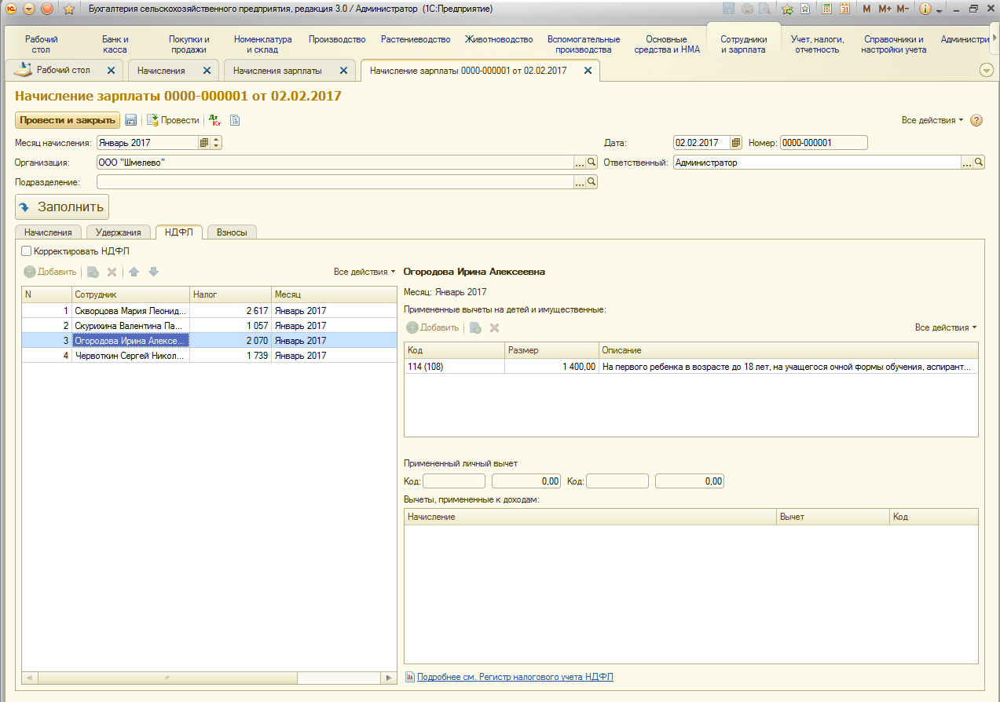 Бухгалтерия сельскохозяйственного предприятия, редакция 3.0 / Администратор (1С:Предприятие)
31 M M+ M-
Рабочий стол
Банк и касса
Покупки и продажи
Номенклатура и склад
Производство
Растениеводство
Животноводство
Вспомогательные производства
Основные средства и НМА
Сотрудники и зарплата
Учет, налоги, отчетность
Справочники и настройки учета
Администри
Рабочий стол
Начисления
Начисления зарплаты
Начисление зарплаты 0000-000001 от 02.02.2017
Начисление зарплаты 0000-000001 от 02.02.2017
Провести и закрыть
Провести
Дт Кт
Все действия
?
Месяц начисления: Январь 2017
Дата: 02.02.2017 Номер: 0000-000001
Организация: ООО "Шмелево" ...
Ответственный: Администратор ...
Подразделение: ...
Заполнить
Начисления Удержания НДФЛ Взносы
Корректировать НДФЛ
Добавить Все действия
N Сотрудник Налог Месяц
1 Скворцова Мария Леонид... 2 617 Январь 2017
2 Скурихина Валентина Па... 1 057 Январь 2017
3 Огородова Ирина Алексе... 2 070 Январь 2017
4 Червоткин Сергей Никол... 1 739 Январь 2017
Огородова Ирина Алексеевна
Месяц: Январь 2017
Примененные вычеты на детей и имущественные:
Добавить Все действия
Код Размер Описание
114 (108) 1 400,00 На первого ребенка в возрасте до 18 лет, на учащегося очной формы обучения, аспирант...
Примененный личный вычет
Код: 0,00 Код: 0,00
Вычеты, примененные к доходам:
Начисление Вычет Код
Подробнее см. Регистр налогового учета НДФЛ